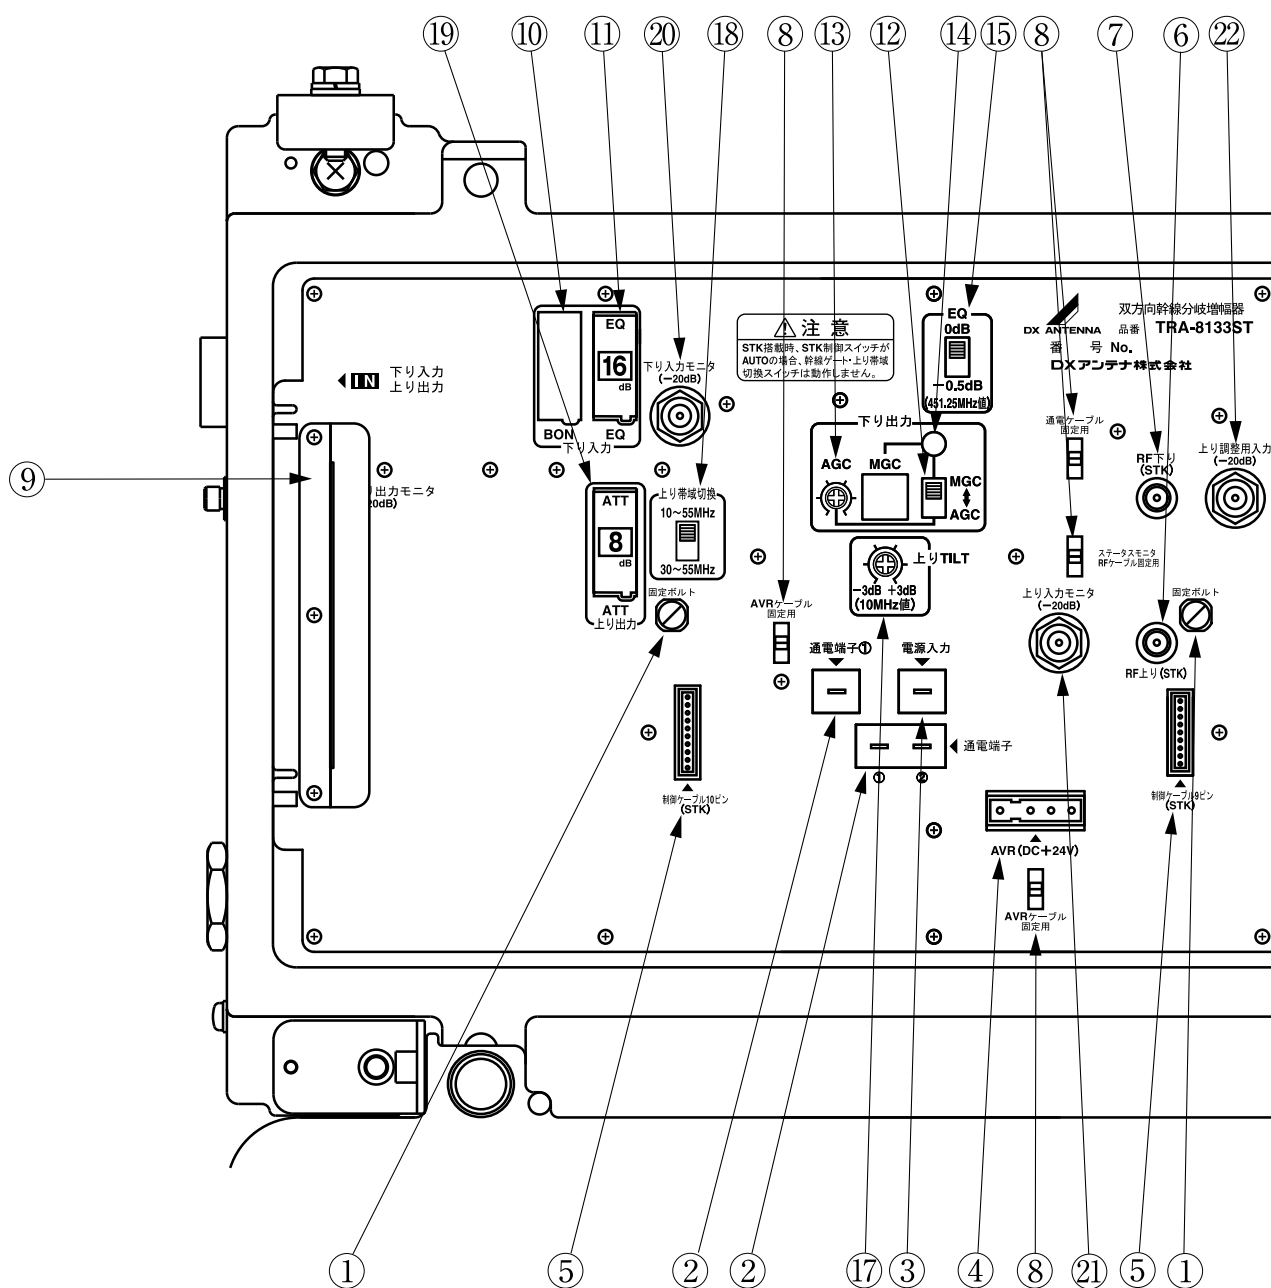 ⑲ ⑩ ⑪ ⑳ ⑱ ⑧ ⑬ ⑫ ⑭ ⑮ ⑧ ⑦ ⑥ ㉒
EQ
16
dB
BON EQ
下り入力
IN
下り入力
上り出力
下り入力モニタ
(−20dB)
注意
STK搭載時、STK制御スイッチが
AUTOの場合、幹線ゲート・上り帯域
切換スイッチは動作しません。
EQ
0dB
−0.5dB
(451.25MHz値)
DX ANTENNA
双方向幹線分岐増幅器
品番 TRA-8133ST
番 号 No.
DXアンテナ株式会社
⑨
り出力モニタ
20dB)
ATT
8
dB
ATT
上り出力
上り帯域切換
10〜55MHz
30〜55MHz
下り出力
AGC MGC
MGC
AGC
通電ケーブル
固定用
RF下り
(STK)
上り調整用入力
(−20dB)
上りTILT
−3dB +3dB
(10MHz値)
ステータスモニタ
RFケーブル固定用
固定ボルト
AVRケーブル
固定用
上り入力モニタ
(−20dB)
固定ボルト
通電端子①
電源入力
RF上り(STK)
通電端子
① ②
制御ケーブル10ピン
(STK)
制御ケーブル9ピン
(STK)
AVR(DC+24V)
AVRケーブル
固定用
① ⑤ ② ② ⑰ ③ ④ ⑧ ㉑ ⑤ ①